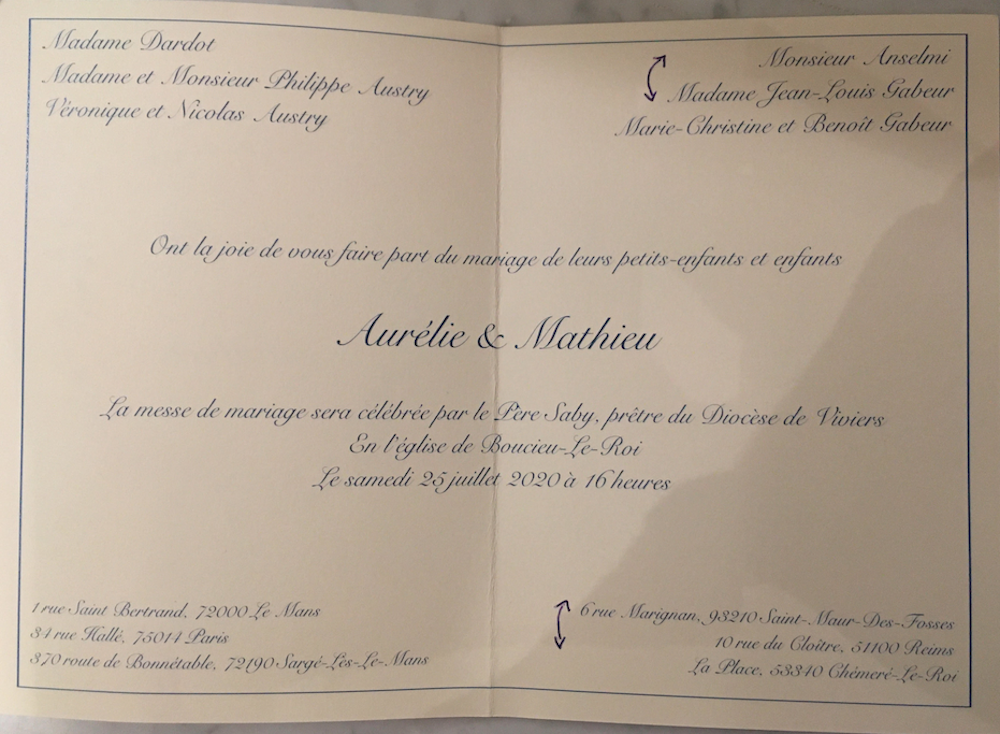 Madame Dardot
Madame et Monsieur Philippe Austry
Véronique et Nicolas Austry
Monsieur Anselmi
Madame Jean-Louis Gabeur
Marie-Christine et Benoît Gabeur
Ont la joie de vous faire part du mariage de leurs petits-enfants et enfants
Aurélie & Mathieu
La messe de mariage sera célébrée par le Père Saby, prêtre du Diocèse de Viviers
En l'église de Boucieu-Le-Roi
Le samedi 25 juillet 2020 à 16 heures
1 rue Saint Bertrand, 72000 Le Mans
34 rue Hallé, 75014 Paris
370 route de Bonnétable, 72190 Sargé-Lès-Le-Mans
6 rue Marignan, 93210 Saint-Maur-Des-Fosses
10 rue du Cloître, 51100 Reims
La Place, 53340 Chémeré-Le-Roi